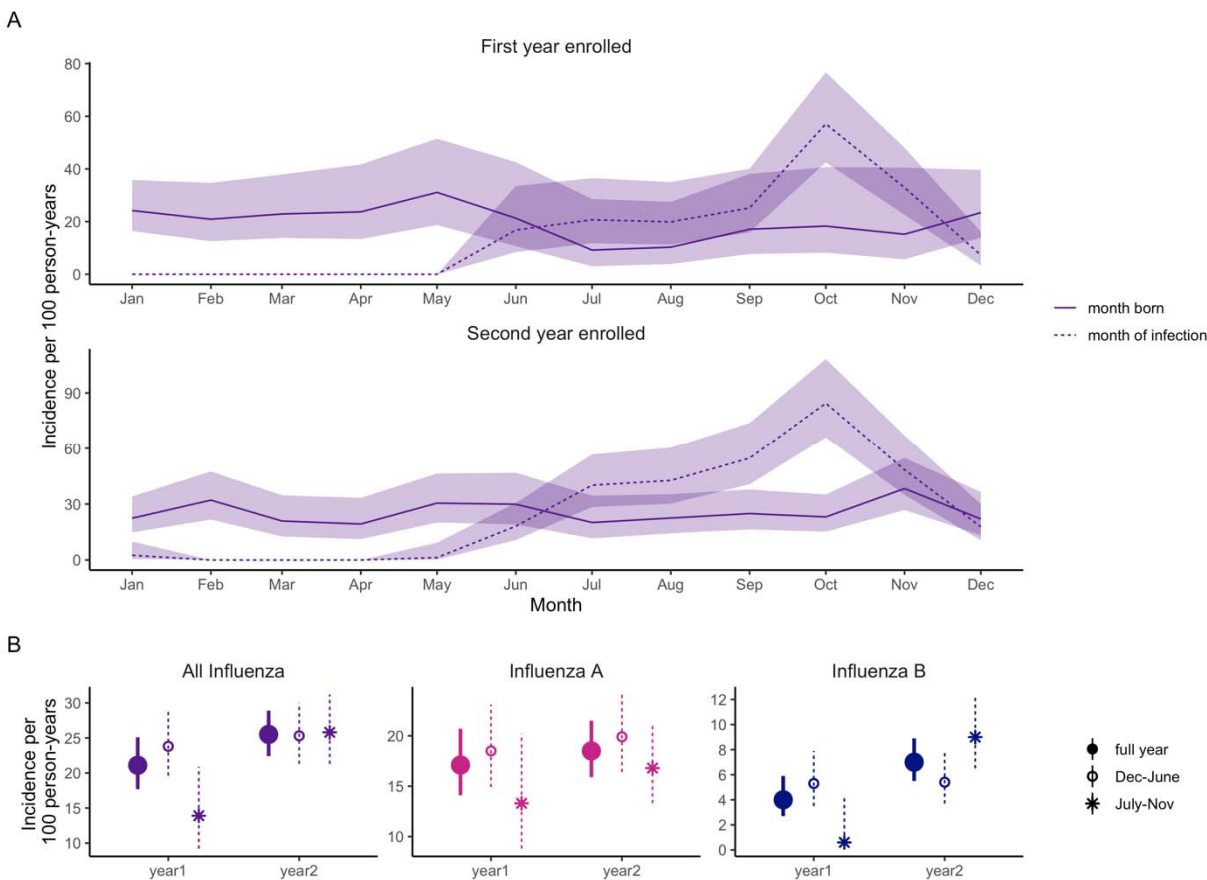 A
First year enrolled
80
60
40
20
0
Jan Feb Mar Apr May Jun Jul Aug Sep Oct Nov Dec
Second year enrolled
90
60
30
0
Jan Feb Mar Apr May Jun Jul Aug Sep Oct Nov Dec
Month
Incidence per 100 person-years
month born
month of infection
B
All Influenza
30
25
20
15
10
year1 year2
Influenza A
20
15
10
year1 year2
Influenza B
12
10
8
6
4
2
0
year1 year2
Incidence per
100 person-years
full year
Dec-June
July-Nov